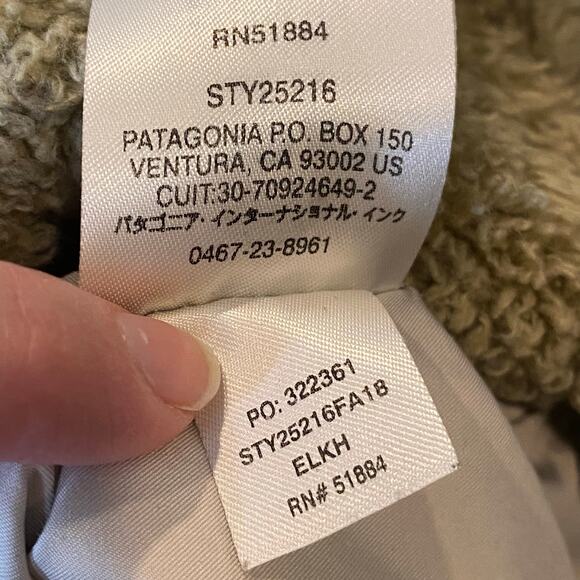 RN51884
STY25216
PATAGONIA P.O. BOX 150
VENTURA, CA 93002 US
CUIT:30-70924649-2
パタゴニア・インターナショナル・インク
0467-23-8961
PO: 322361
STY25216FA18
ELKH
RN# 51884